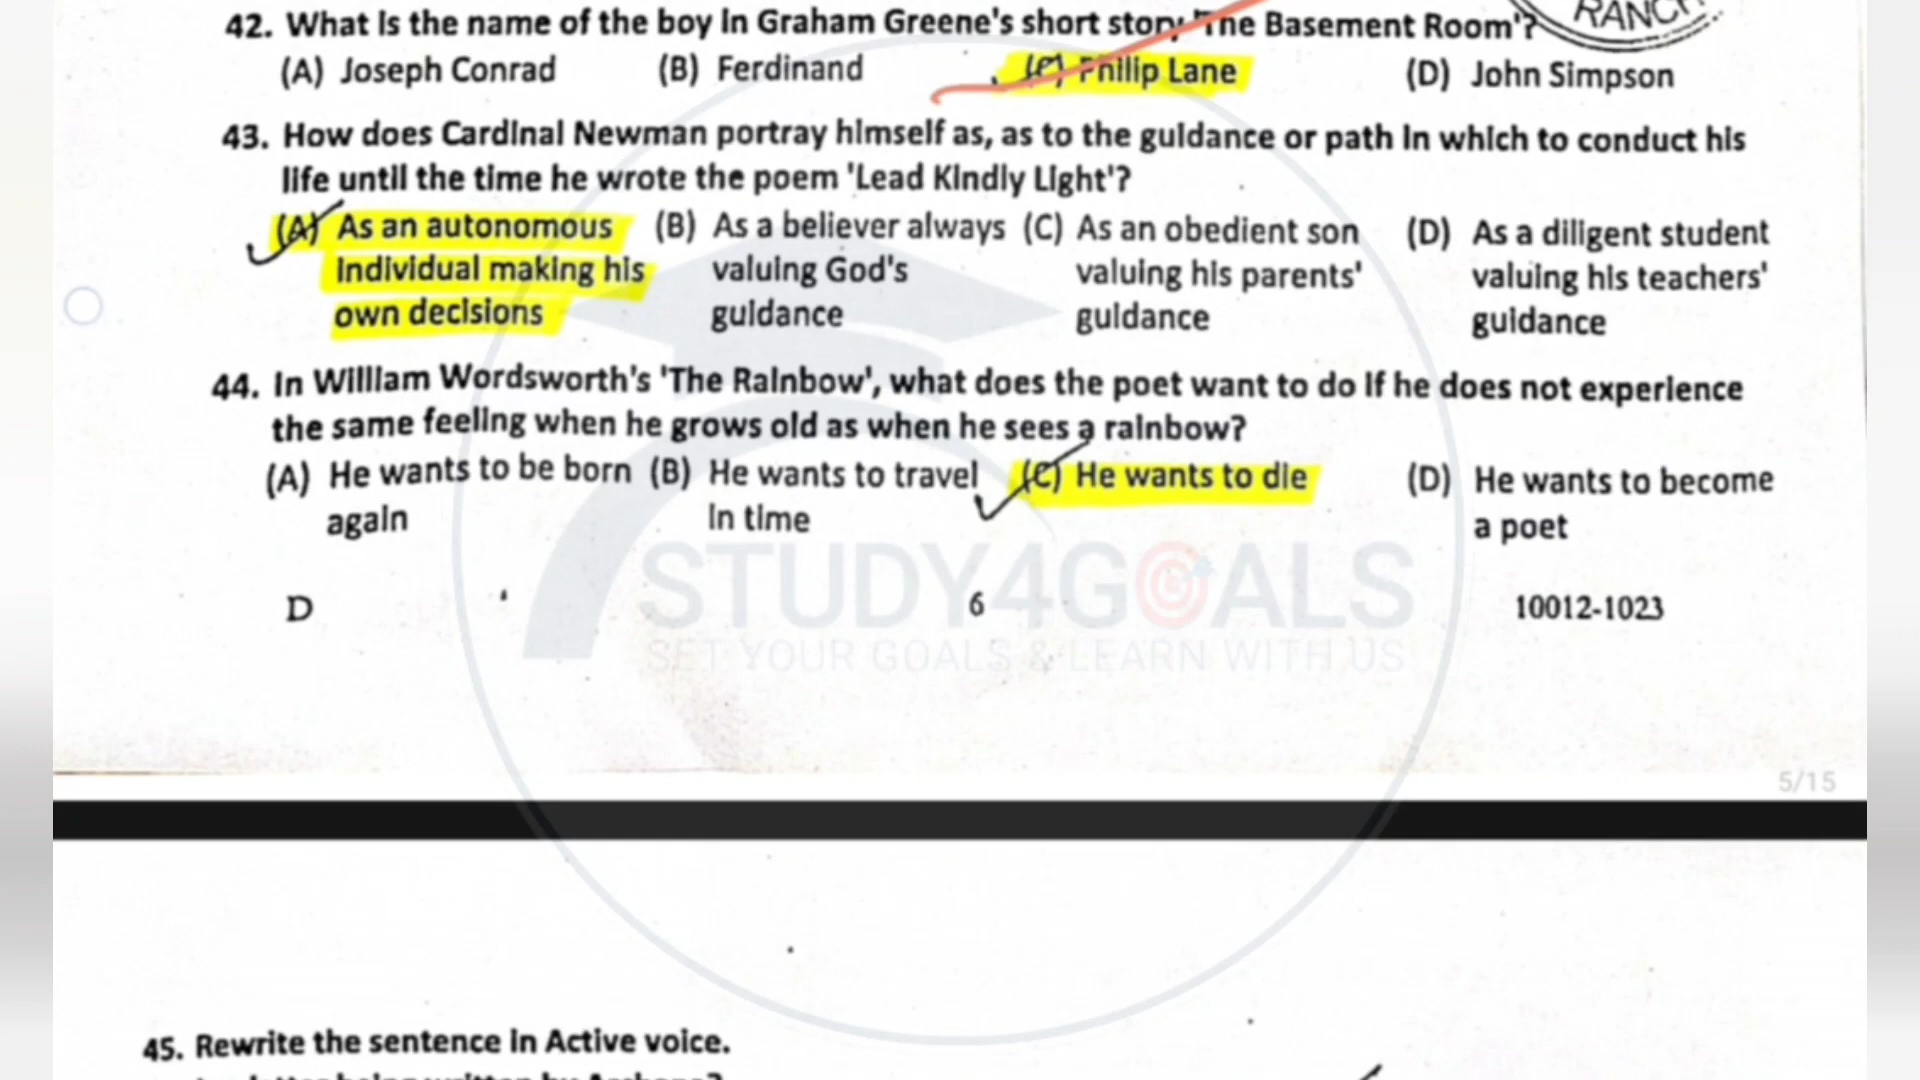 RANCH
42. What is the name of the boy in Graham Greene's short story 'The Basement Room'?
(A) Joseph Conrad (B) Ferdinand (C) Philip Lane (D) John Simpson
43. How does Cardinal Newman portray himself as, as to the guidance or path in which to conduct his
life until the time he wrote the poem 'Lead Kindly Light'?
(A) As an autonomous (B) As a believer always (C) As an obedient son (D) As a diligent student
individual making his valuing God's valuing his parents' valuing his teachers'
own decisions guidance guidance guidance
44. In William Wordsworth's 'The Rainbow', what does the poet want to do if he does not experience
the same feeling when he grows old as when he sees a rainbow?
(A) He wants to be born (B) He wants to travel (C) He wants to die (D) He wants to become
again in time a poet
STUDY4GOALS
D 6 10012-1023
SET YOUR GOALS & LEARN WITH US
5/15
45. Rewrite the sentence in Active voice.
letter being written by